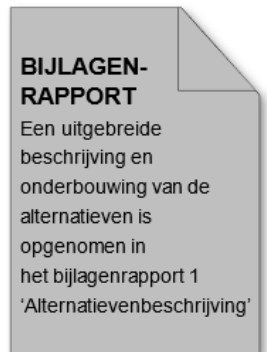 BIJLAGEN-
RAPPORT
Een uitgebreide
beschrijving en
onderbouwing van de
alternatieven is
opgenomen in
het bijlagenrapport 1
‘Alternatievenbeschrijving’